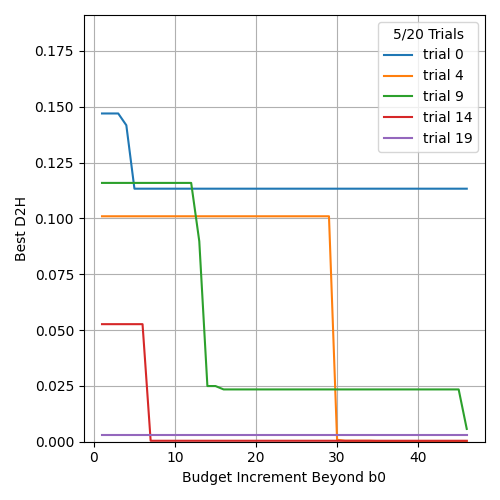 5/20 Trials
trial 0
trial 4
trial 9
trial 14
trial 19
0.175
0.150
0.125
0.100
0.075
0.050
0.025
0.000
Best D2H
0 10 20 30 40
Budget Increment Beyond b0